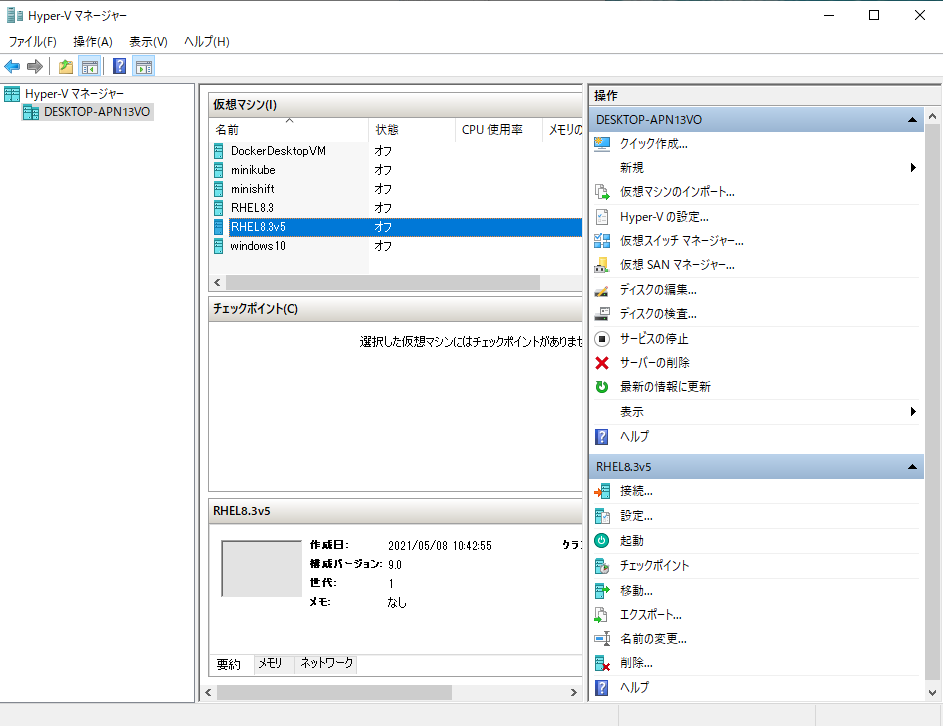 Hyper-V マネージャー
ファイル(F) 操作(A) 表示(V) ヘルプ(H)
Hyper-V マネージャー
DESKTOP-APN13VO
仮想マシン(I)
名前 状態 CPU 使用率 メモリの
DockerDesktopVM オフ
minikube オフ
minishift オフ
RHEL8.3 オフ
RHEL8.3v5 オフ
windows10 オフ
チェックポイント(C)
選択した仮想マシンにはチェックポイントがありませ
RHEL8.3v5
作成日: 2021/05/08 10:42:55 クラ
構成バージョン: 9.0
世代: 1
メモ: なし
要約 メモリ ネットワーク
操作
DESKTOP-APN13VO
クイック作成...
新規
仮想マシンのインポート...
Hyper-V の設定...
仮想スイッチ マネージャー...
仮想 SAN マネージャー...
ディスクの編集...
ディスクの検査...
サービスの停止
サーバーの削除
最新の情報に更新
表示
ヘルプ
RHEL8.3v5
接続...
設定...
起動
チェックポイント
移動...
エクスポート...
名前の変更...
削除...
ヘルプ